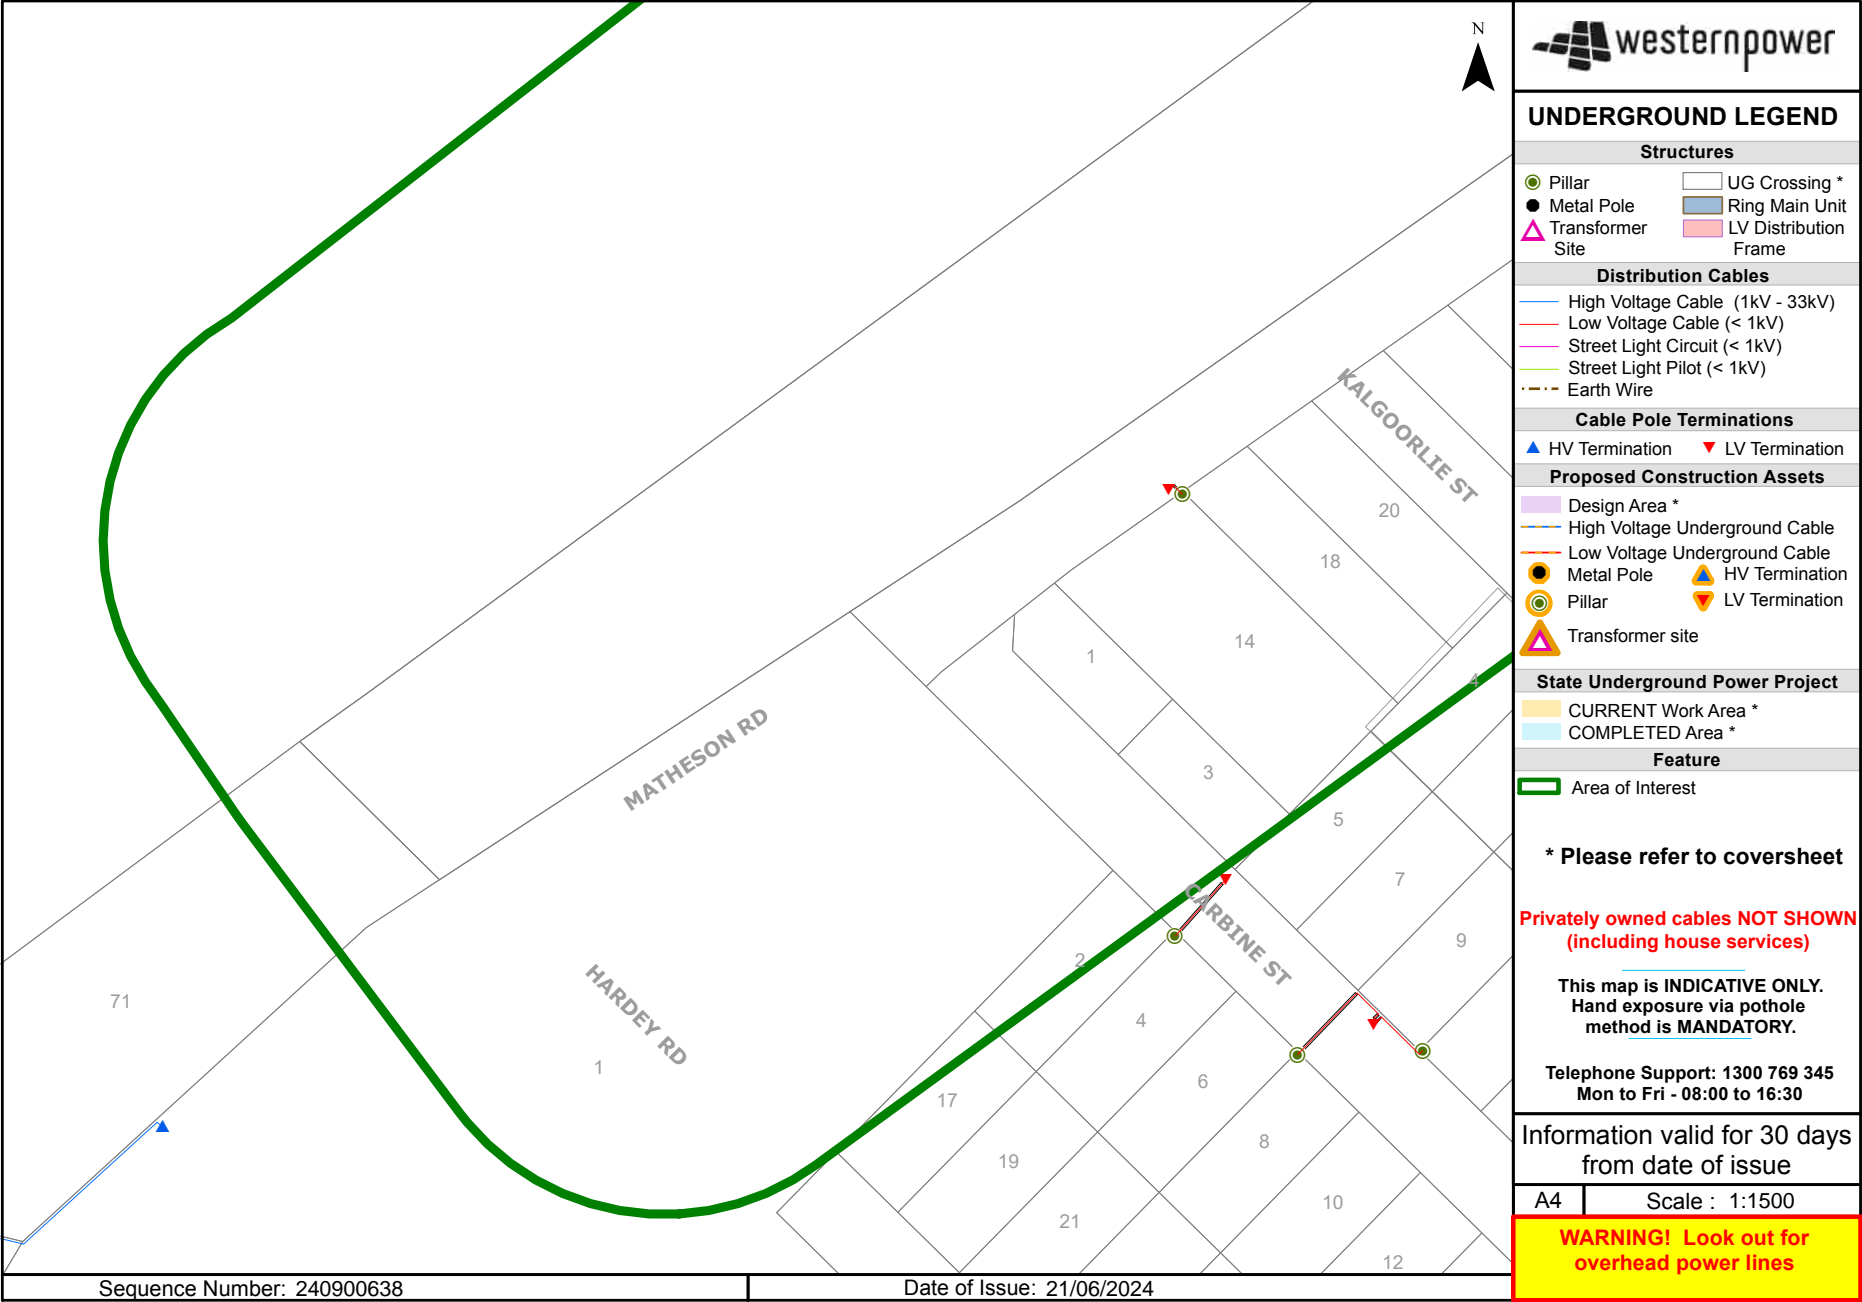 N
KALGOORLIE ST
20
18
14
1
4
3
MATHESON RD
5
7
CARBINE ST
9
2
71
HARDEY RD
4
1
6
17
8
19
10
21
12
westernpower
UNDERGROUND LEGEND
Structures
Pillar
UG Crossing *
Metal Pole
Ring Main Unit
Transformer
Site
LV Distribution
Frame
Distribution Cables
High Voltage Cable (1kV - 33kV)
Low Voltage Cable (< 1kV)
Street Light Circuit (< 1kV)
Street Light Pilot (< 1kV)
Earth Wire
Cable Pole Terminations
HV Termination
LV Termination
Proposed Construction Assets
Design Area *
High Voltage Underground Cable
Low Voltage Underground Cable
Metal Pole
HV Termination
Pillar
LV Termination
Transformer site
State Underground Power Project
CURRENT Work Area *
COMPLETED Area *
Feature
Area of Interest
* Please refer to coversheet
Privately owned cables NOT SHOWN
(including house services)
This map is INDICATIVE ONLY.
Hand exposure via pothole
method is MANDATORY.
Telephone Support: 1300 769 345
Mon to Fri - 08:00 to 16:30
Information valid for 30 days
from date of issue
A4
Scale : 1:1500
WARNING! Look out for
overhead power lines
Sequence Number: 240900638
Date of Issue: 21/06/2024